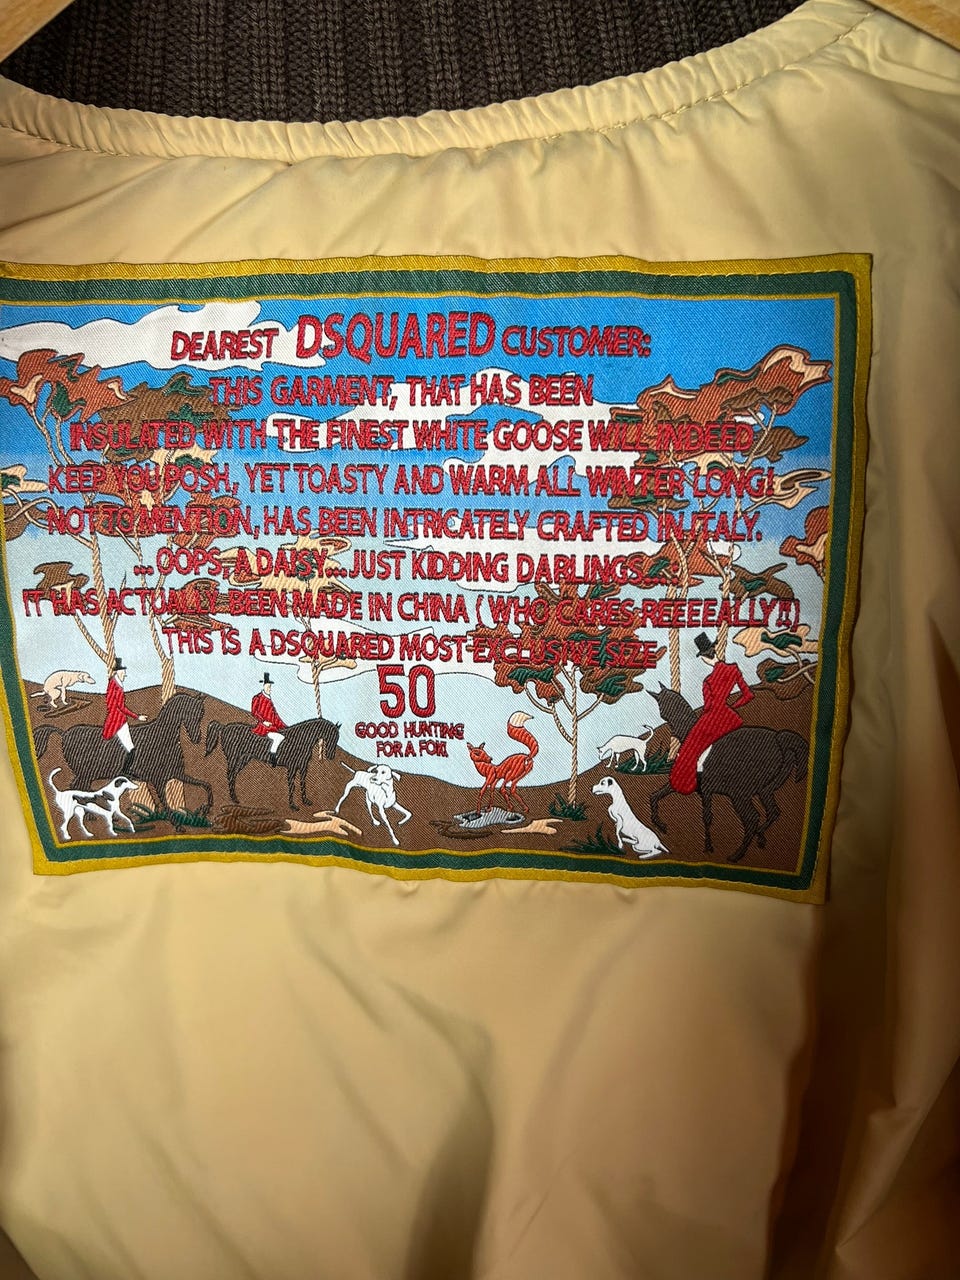 DEAREST DSQUARED CUSTOMER:
THIS GARMENT, THAT HAS BEEN
INSULATED WITH THE FINEST WHITE GOOSE WILL INDEED
KEEP YOU POSH, YET TOASTY AND WARM ALL WINTER LONG!
NOT TO MENTION, HAS BEEN INTRICATELY CRAFTED IN ITALY.
...OOPS, A DAISY...JUST KIDDING DARLINGS....
IT HAS ACTUALLY BEEN MADE IN CHINA ( WHO CARES REEEEALLY!!)
THIS IS A DSQUARED MOST EXCLUSIVE SIZE
50
GOOD HUNTING
FOR A FOX!